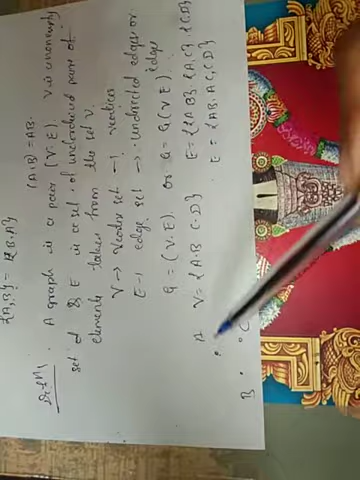 {A,B} = {B,A} (A,B) = AB.
Defn, A graph is a pair (V, E), V is a nonempty
set & E is a set of unordered pairs of
elements taken from the set V.
V → Vertex set → vertices
E → edge set → undirected edges or
edge
G = (V, E). or G = G(V, E).
V = {A,B,C,D} E = {{A,B}, {A,C}, {C,D}}
E = {AB, AC, CD}
A
B
C